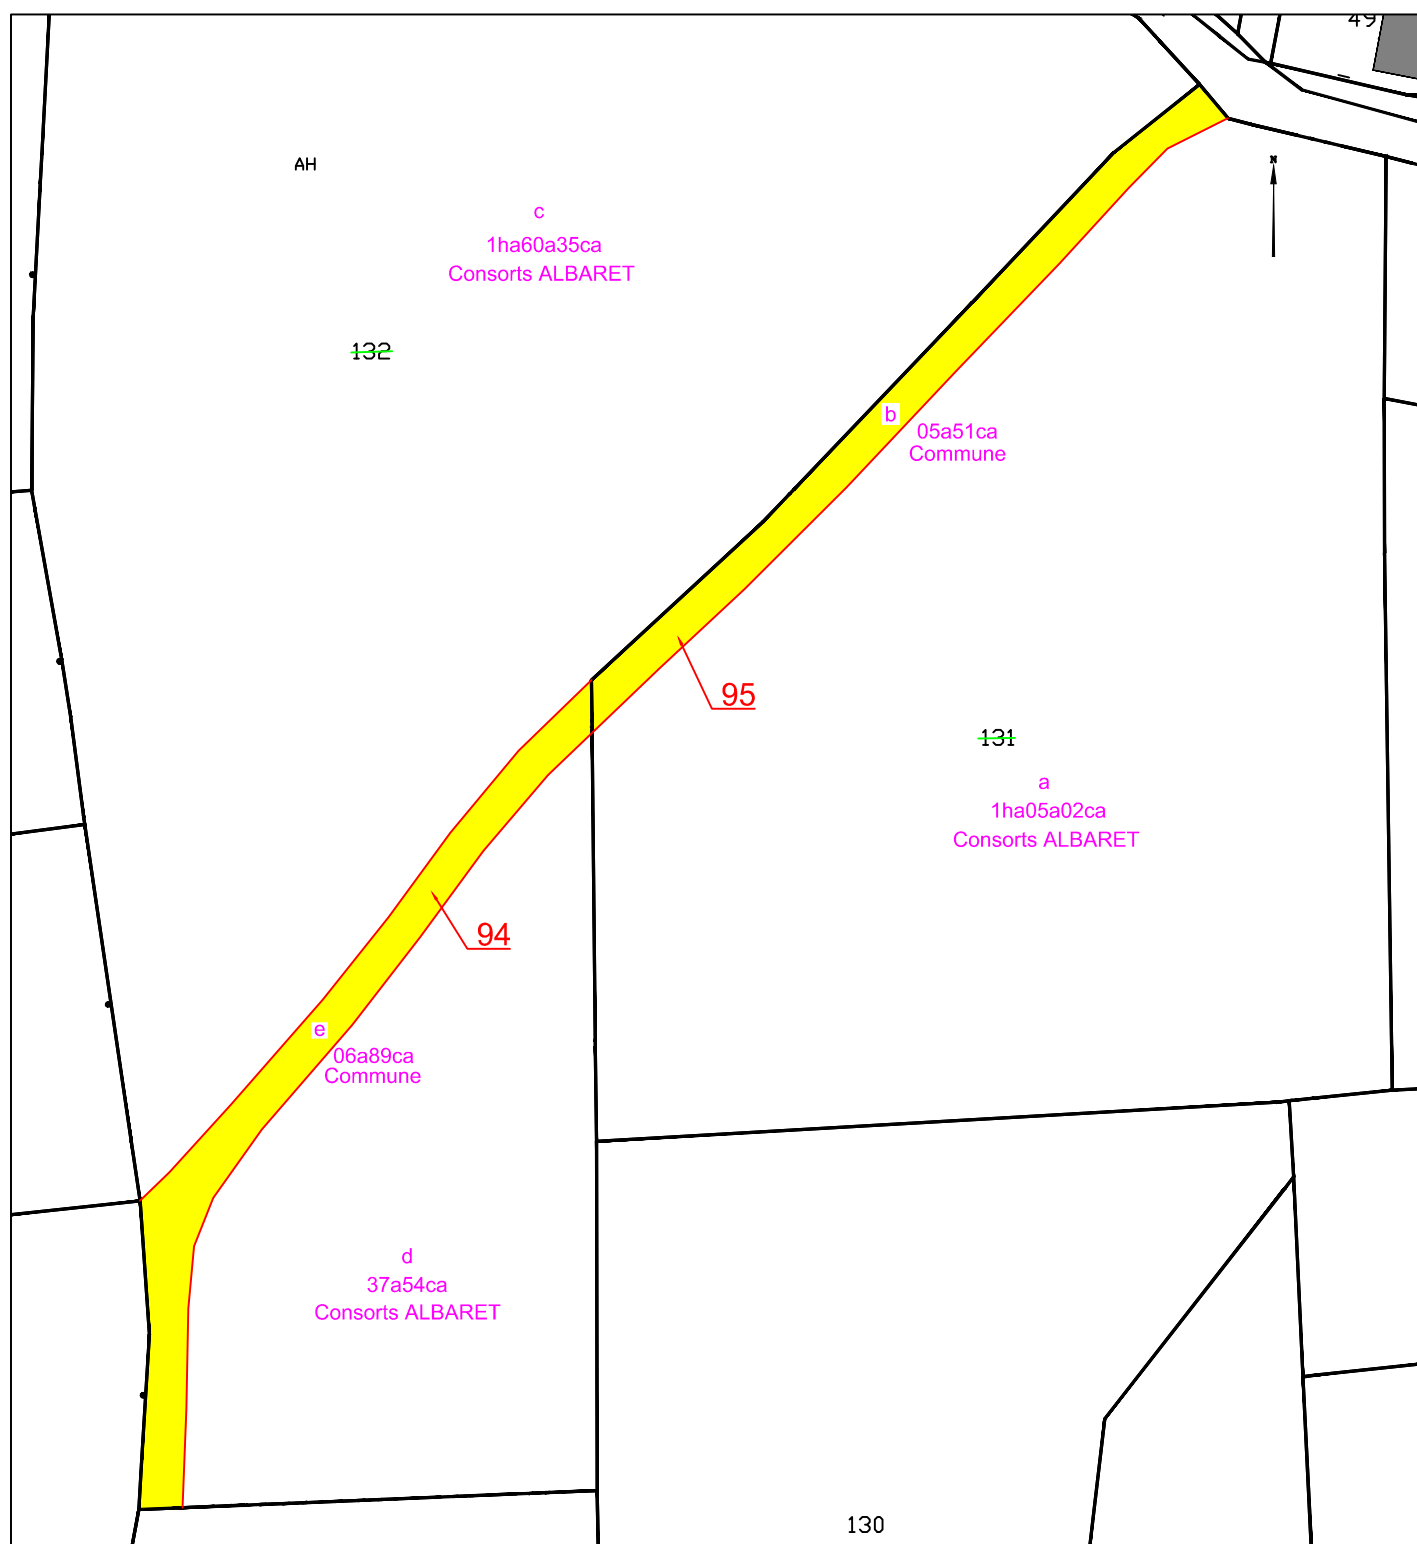 49
N
AH
c
1ha60a35ca
Consorts ALBARET
132
b
05a51ca
Commune
95
131
a
1ha05a02ca
Consorts ALBARET
94
e
06a89ca
Commune
d
37a54ca
Consorts ALBARET
130